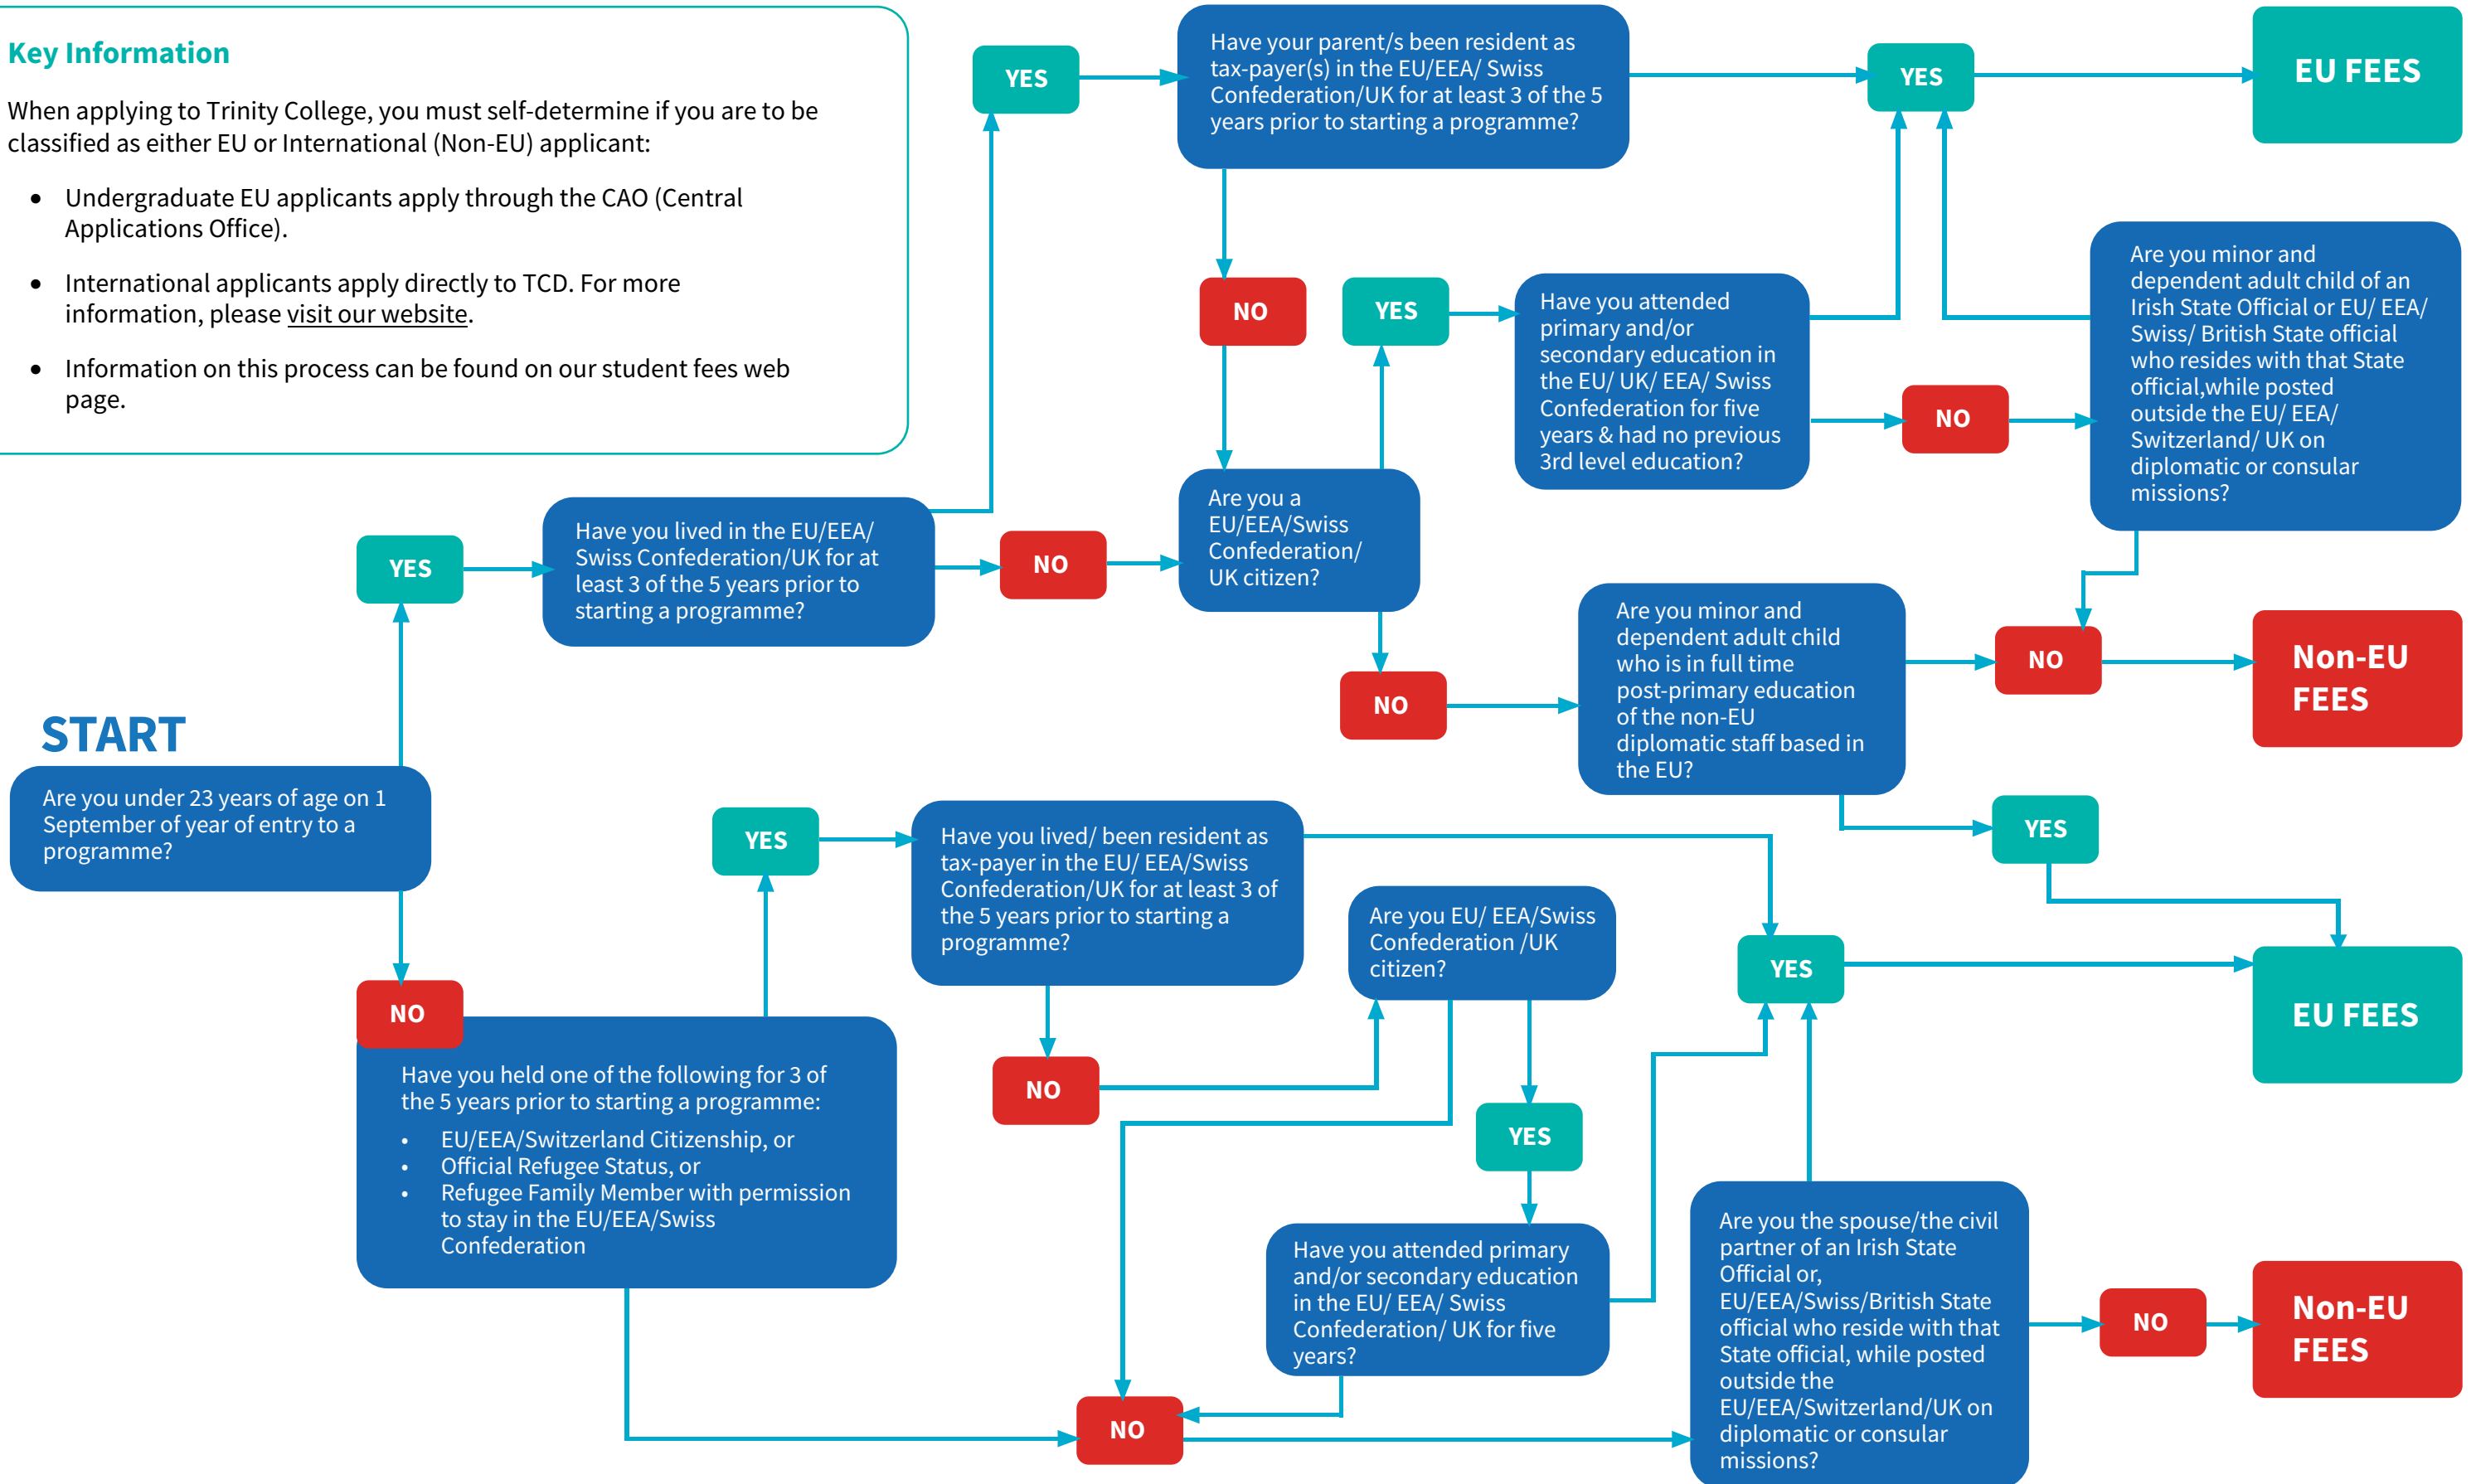 Key Information
When applying to Trinity College, you must self-determine if you are to be
classified as either EU or International (Non-EU) applicant:
• Undergraduate EU applicants apply through the CAO (Central
Applications Office).
• International applicants apply directly to TCD. For more
information, please visit our website.
• Information on this process can be found on our student fees web
page.
YES
Have your parent/s been resident as
tax-payer(s) in the EU/EEA/ Swiss
Confederation/UK for at least 3 of the 5
years prior to starting a programme?
YES
EU FEES
NO
YES
Have you attended
primary and/or
secondary education in
the EU/ UK/ EEA/ Swiss
Confederation for five
years & had no previous
3rd level education?
NO
Are you minor and
dependent adult child of an
Irish State Official or EU/ EEA/
Swiss/ British State official
who resides with that State
official,while posted
outside the EU/ EEA/
Switzerland/ UK on
diplomatic or consular
missions?
YES
Have you lived in the EU/EEA/
Swiss Confederation/UK for at
least 3 of the 5 years prior to
starting a programme?
NO
Are you a
EU/EEA/Swiss
Confederation/
UK citizen?
NO
Are you minor and
dependent adult child
who is in full time
post-primary education
of the non-EU
diplomatic staff based in
the EU?
NO
Non-EU
FEES
START
Are you under 23 years of age on 1
September of year of entry to a
programme?
YES
Have you lived/ been resident as
tax-payer in the EU/ EEA/Swiss
Confederation/UK for at least 3 of
the 5 years prior to starting a
programme?
YES
Are you EU/ EEA/Swiss
Confederation /UK
citizen?
YES
EU FEES
NO
Have you held one of the following for 3 of
the 5 years prior to starting a programme:
• EU/EEA/Switzerland Citizenship, or
• Official Refugee Status, or
• Refugee Family Member with permission
to stay in the EU/EEA/Swiss
Confederation
NO
YES
Have you attended primary
and/or secondary education
in the EU/ EEA/ Swiss
Confederation/ UK for five
years?
NO
Are you the spouse/the civil
partner of an Irish State
Official or,
EU/EEA/Swiss/British State
official who reside with that
State official, while posted
outside the
EU/EEA/Switzerland/UK on
diplomatic or consular
missions?
NO
Non-EU
FEES